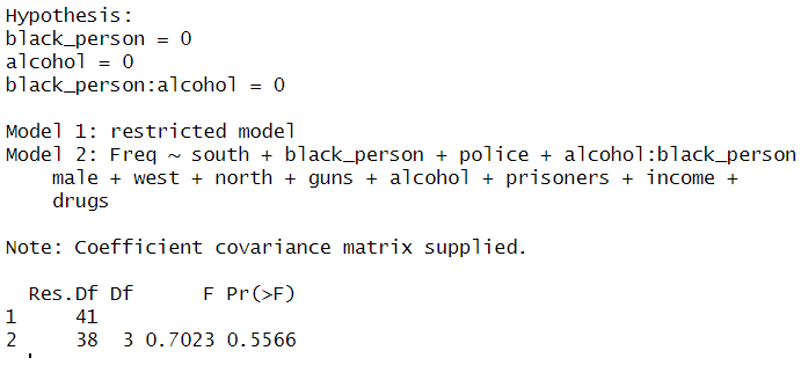 Hypothesis:
black_person = 0
alcohol = 0
black_person:alcohol = 0
Model 1: restricted model
Model 2: Freq ~ south + black_person + police + alcohol:black_person
male + west + north + guns + alcohol + prisoners + income +
drugs
Note: Coefficient covariance matrix supplied.
Res.Df Df F Pr(>F)
1 41
2 38 3 0.7023 0.5566